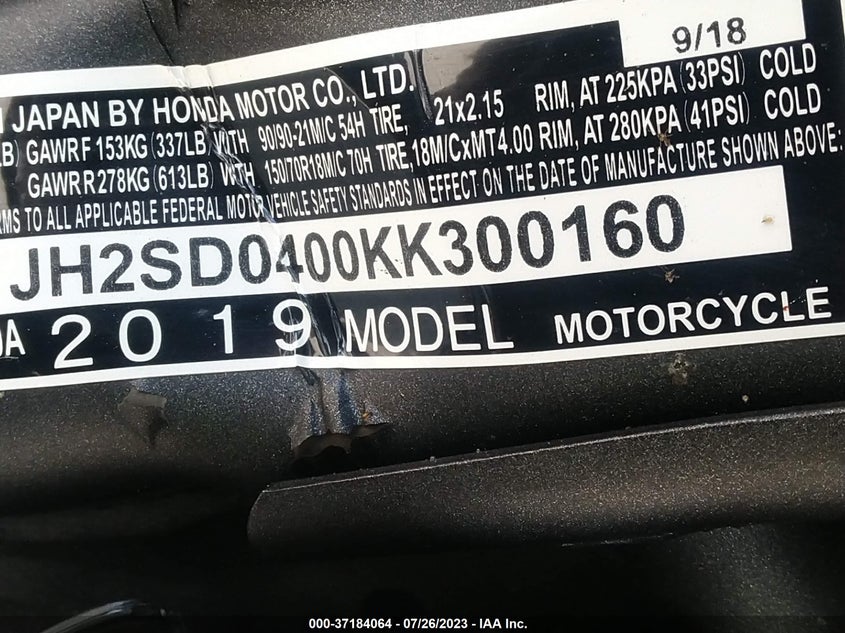 9/18
JAPAN BY HONDA MOTOR CO., LTD.
LB) GAWR F 153KG (337LB) WITH 90/90-21M/C 54H TIRE, 21x2.15 RIM, AT 225KPA (33PSI) COLD
GAWR R 278KG (613LB) WITH 150/70R18M/C 70H TIRE, 18M/CxMT4.00 RIM, AT 280KPA (41PSI) COLD
RMS TO ALL APPLICABLE FEDERAL MOTOR VEHICLE SAFETY STANDARDS IN EFFECT ON THE DATE OF MANUFACTURE SHOWN ABOVE:
JH2SD0400KK300160
DA 2019 MODEL MOTORCYCLE
000-37184064 - 07/26/2023 - IAA Inc.